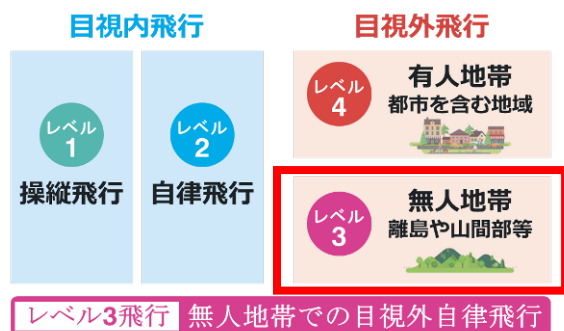 目視内飛行
目視外飛行
レベル
1
操縦飛行
レベル
2
自律飛行
レベル
4
有人地帯
都市を含む地域
レベル
3
無人地帯
離島や山間部等
レベル3飛行 無人地帯での目視外自律飛行